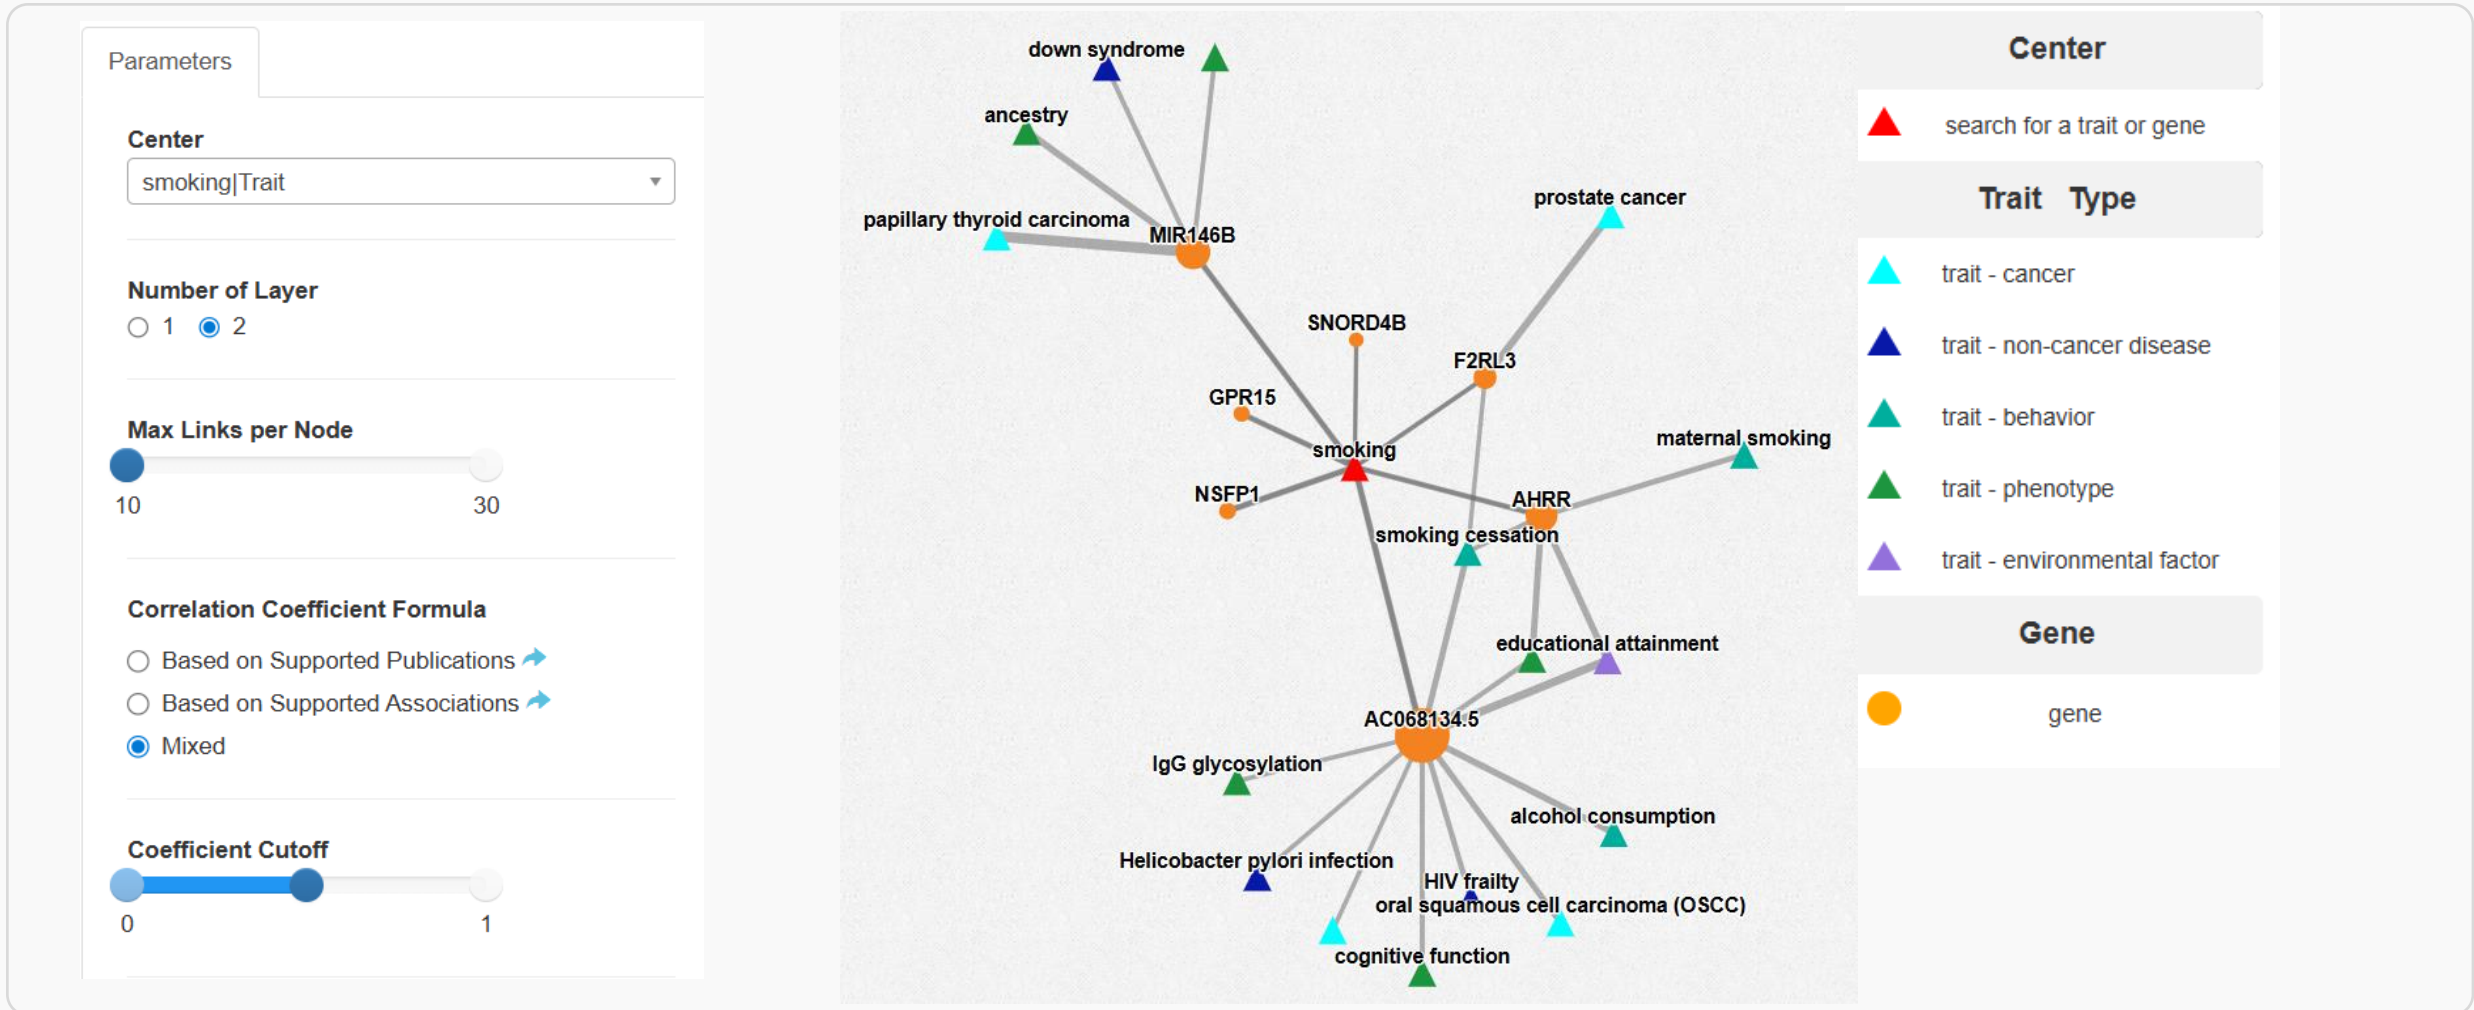 Parameters
Center
smoking|Trait
Number of Layer
1 2
Max Links per Node
10 30
Correlation Coefficient Formula
Based on Supported Publications
Based on Supported Associations
Mixed
Coefficient Cutoff
0 1
down syndrome
ancestry
papillary thyroid carcinoma
MIR146B
prostate cancer
SNORD4B
F2RL3
GPR15
maternal smoking
smoking
NSFP1
AHRR
smoking cessation
educational attainment
AC068134.5
IgG glycosylation
alcohol consumption
Helicobacter pylori infection
HIV frailty
oral squamous cell carcinoma (OSCC)
cognitive function
Center
search for a trait or gene
Trait Type
trait - cancer
trait - non-cancer disease
trait - behavior
trait - phenotype
trait - environmental factor
Gene
gene